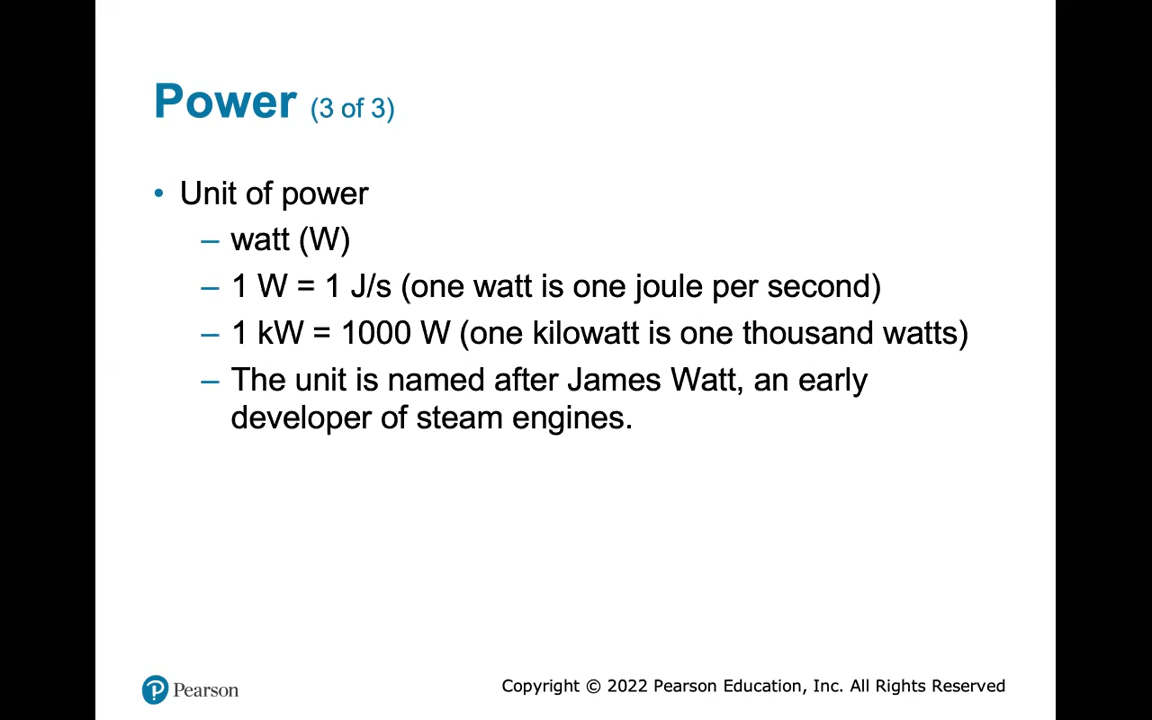 Power (3 of 3)
• Unit of power
– watt (W)
– 1 W = 1 J/s (one watt is one joule per second)
– 1 kW = 1000 W (one kilowatt is one thousand watts)
– The unit is named after James Watt, an early
developer of steam engines.
P Pearson
Copyright © 2022 Pearson Education, Inc. All Rights Reserved